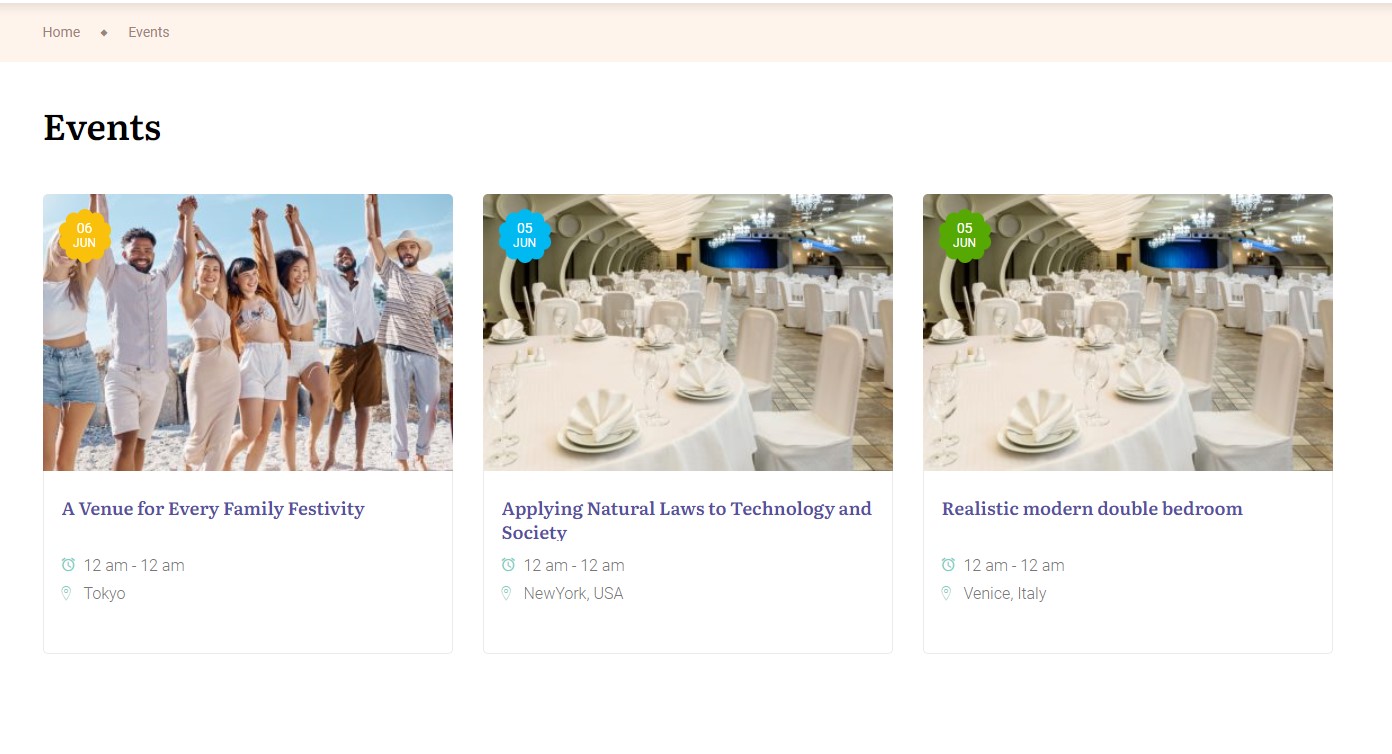 Home ◆ Events
Events
06
JUN
05
JUN
05
JUN
A Venue for Every Family Festivity
12 am - 12 am
Tokyo
Applying Natural Laws to Technology and
Society
12 am - 12 am
NewYork, USA
Realistic modern double bedroom
12 am - 12 am
Venice, Italy